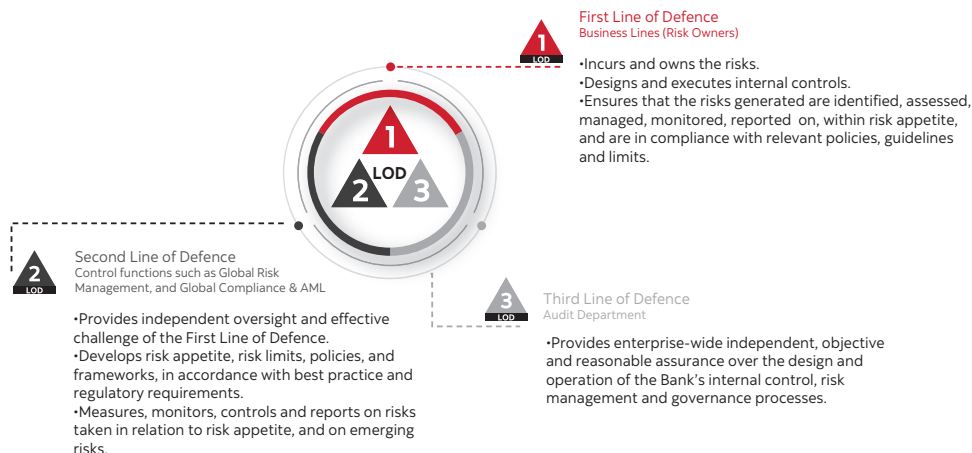 First Line of Defence
Business Lines (Risk Owners)
1
LOD
•Incurs and owns the risks.
•Designs and executes internal controls.
•Ensures that the risks generated are identified, assessed,
managed, monitored, reported on, within risk appetite,
and are in compliance with relevant policies, guidelines
and limits.
1
LOD
2
3
2
LOD
Second Line of Defence
Control functions such as Global Risk
Management, and Global Compliance & AML
•Provides independent oversight and effective
challenge of the First Line of Defence.
•Develops risk appetite, risk limits, policies, and
frameworks, in accordance with best practice and
regulatory requirements.
•Measures, monitors, controls and reports on risks
taken in relation to risk appetite, and on emerging
risks.
3
LOD
Third Line of Defence
Audit Department
•Provides enterprise-wide independent, objective
and reasonable assurance over the design and
operation of the Bank's internal control, risk
management and governance processes.